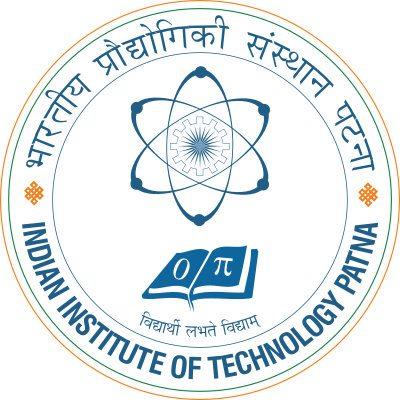 भारतीय प्रौद्योगिकी संस्थान पटना
0 π
विद्यार्थी लभते विद्याम्
INDIAN INSTITUTE OF TECHNOLOGY PATNA